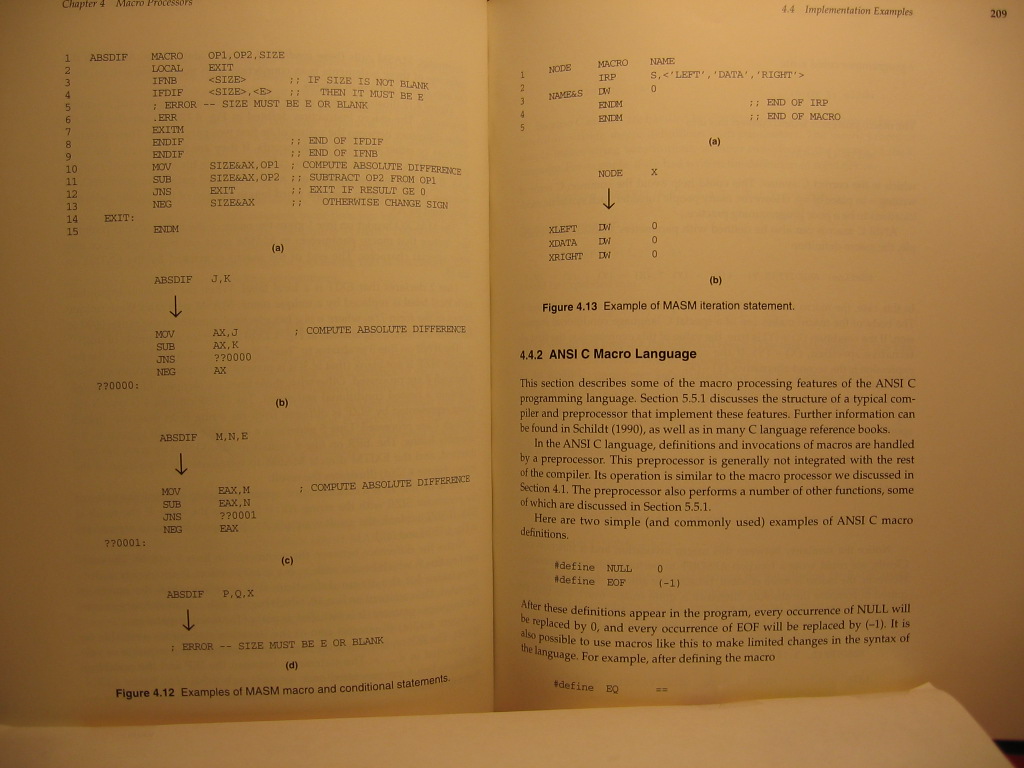 Chapter 4 Macro Processors
1 ABSDIF MACRO OP1,OP2,SIZE
2 LOCAL EXIT
3 IFNB <SIZE> ;; IF SIZE IS NOT BLANK
4 IFDIF <SIZE>,<E> ;; THEN IT MUST BE E
5 ; ERROR -- SIZE MUST BE E OR BLANK
6 .ERR
7 EXITM
8 ENDIF ;; END OF IFDIF
9 ENDIF ;; END OF IFNB
10 MOV SIZE&AX,OP1 ; COMPUTE ABSOLUTE DIFFERENCE
11 SUB SIZE&AX,OP2 ;; SUBTRACT OP2 FROM OP1
12 JNS EXIT ;; EXIT IF RESULT GE 0
13 NEG SIZE&AX ;; OTHERWISE CHANGE SIGN
14 EXIT:
15 ENDM
(a)
ABSDIF J,K
↓
MOV AX,J ; COMPUTE ABSOLUTE DIFFERENCE
SUB AX,K
JNS ??0000
NEG AX
??0000:
(b)
ABSDIF M,N,E
↓
MOV EAX,M ; COMPUTE ABSOLUTE DIFFERENCE
SUB EAX,N
JNS ??0001
NEG EAX
??0001:
(c)
ABSDIF P,Q,X
↓
; ERROR -- SIZE MUST BE E OR BLANK
(d)
Figure 4.12 Examples of MASM macro and conditional statements.
4.4 Implementation Examples 209
1 NODE MACRO NAME
2 IRP S,<'LEFT','DATA','RIGHT'>
3 NAME&S DW 0
4 ENDM ;; END OF IRP
5 ENDM ;; END OF MACRO
(a)
NODE X
↓
XLEFT DW 0
XDATA DW 0
XRIGHT DW 0
(b)
Figure 4.13 Example of MASM iteration statement.
4.4.2 ANSI C Macro Language
This section describes some of the macro processing features of the ANSI C
programming language. Section 5.5.1 discusses the structure of a typical com-
piler and preprocessor that implement these features. Further information can
be found in Schildt (1990), as well as in many C language reference books.
In the ANSI C language, definitions and invocations of macros are handled
by a preprocessor. This preprocessor is generally not integrated with the rest
of the compiler. Its operation is similar to the macro processor we discussed in
Section 4.1. The preprocessor also performs a number of other functions, some
of which are discussed in Section 5.5.1.
Here are two simple (and commonly used) examples of ANSI C macro
definitions.
#define NULL 0
#define EOF (-1)
After these definitions appear in the program, every occurrence of NULL will
be replaced by 0, and every occurrence of EOF will be replaced by (–1). It is
also possible to use macros like this to make limited changes in the syntax of
the language. For example, after defining the macro
#define EQ ==